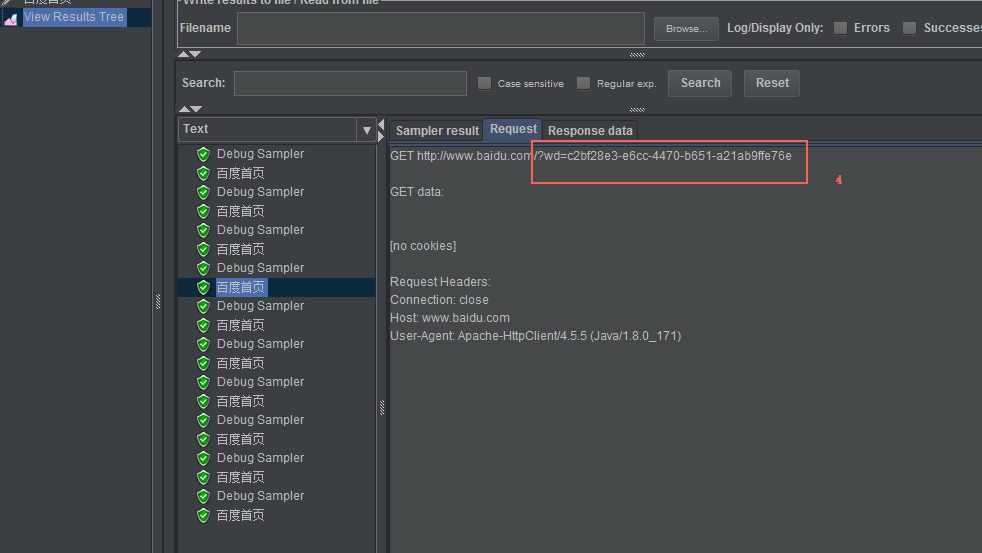 百度首页
View Results Tree
Write results to file / Read from file
Filename
Browse...
Log/Display Only:
Errors
Successes
Search:
Case sensitive
Regular exp.
Search
Reset
Text
Debug Sampler
百度首页
Debug Sampler
百度首页
Debug Sampler
百度首页
Debug Sampler
百度首页
Debug Sampler
百度首页
Debug Sampler
百度首页
Debug Sampler
百度首页
Debug Sampler
百度首页
Debug Sampler
百度首页
Debug Sampler
百度首页
Sampler result
Request
Response data
GET http://www.baidu.com/?wd=c2bf28e3-e6cc-4470-b651-a21ab9ffe76e
4
GET data:
[no cookies]
Request Headers:
Connection: close
Host: www.baidu.com
User-Agent: Apache-HttpClient/4.5.5 (Java/1.8.0_171)